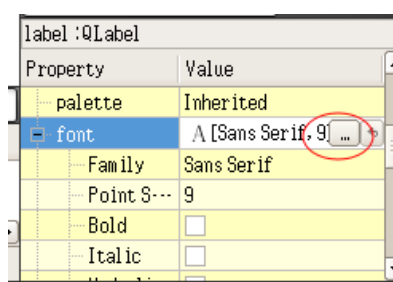 label :QLabel
Property Value
palette Inherited
font A [Sans Serif, 9] ...
Family Sans Serif
Point S··· 9
Bold
Italic